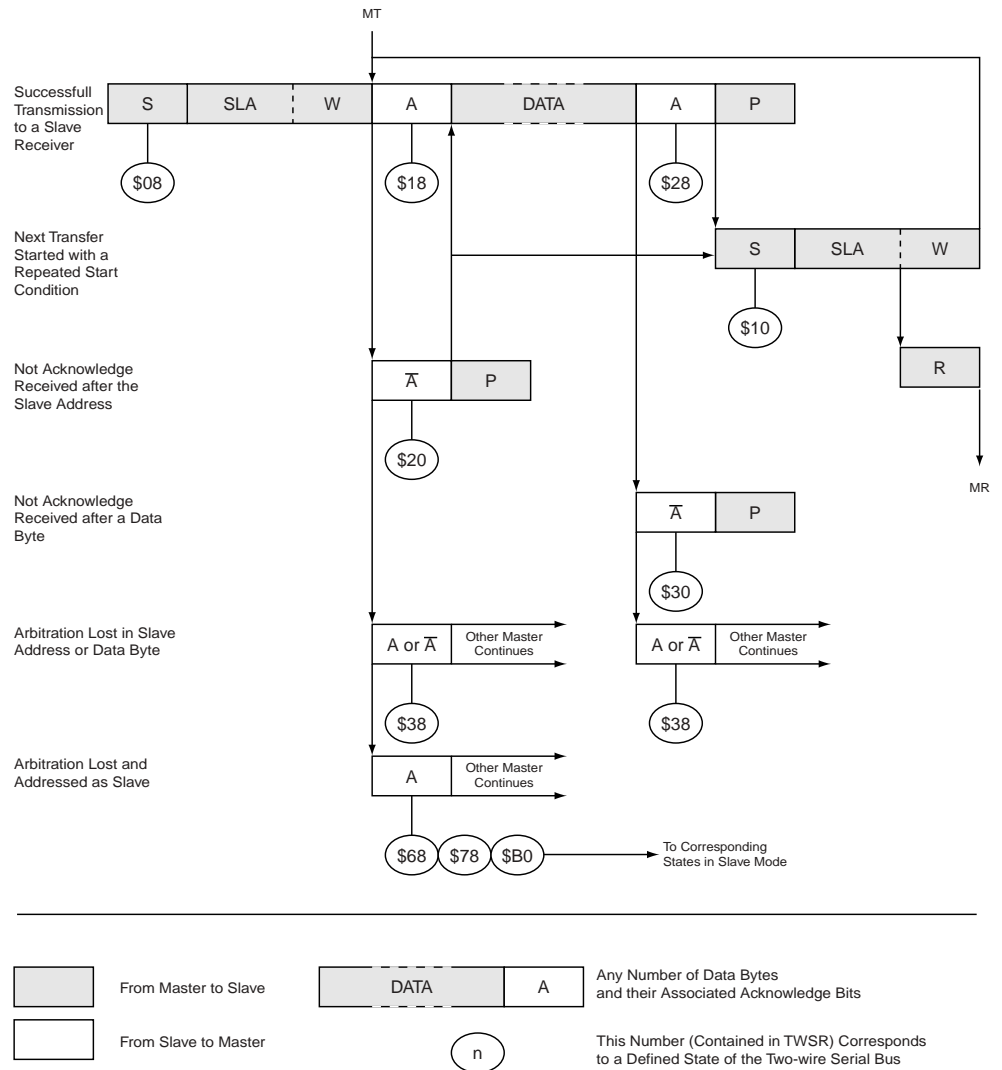 MT
Successfull
Transmission
to a Slave
Receiver
S SLA W A DATA A P
$08 $18 $28
Next Transfer
Started with a
Repeated Start
Condition
S SLA W
$10
Not Acknowledge
Received after the
Slave Address
A̅ P
R
$20
MR
Not Acknowledge
Received after a Data
Byte
A̅ P
$30
Arbitration Lost in Slave
Address or Data Byte
A or A̅
Other Master
Continues
A or A̅
Other Master
Continues
$38 $38
Arbitration Lost and
Addressed as Slave
A
Other Master
Continues
$68 $78 $B0
To Corresponding
States in Slave Mode
From Master to Slave
DATA A
Any Number of Data Bytes
and their Associated Acknowledge Bits
From Slave to Master
n
This Number (Contained in TWSR) Corresponds
to a Defined State of the Two-wire Serial Bus